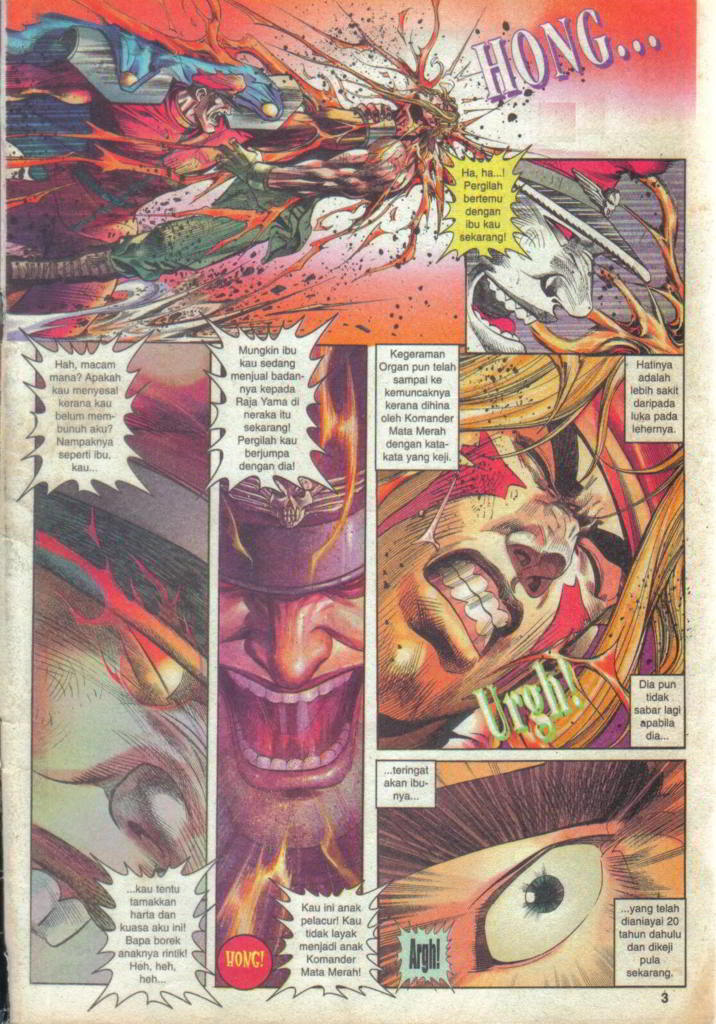 HONG...
Ha, ha...!
Pergilah
bertemu
dengan
ibu kau
sekarang!
Hah, macam
mana? Apakah
kau menyesal
kerana kau
belum mem-
bunuh aku?
Nampaknya
seperti ibu,
kau...
Mungkin ibu
kau sedang
menjual badan-
nya kepada
Raja Yama di
neraka itu
sekarang!
Pergilah kau
berjumpa
dengan dia!
Kegeraman
Organ pun telah
sampai ke
kemuncaknya
kerana dihina
oleh Komander
Mata Merah
dengan kata-
kata yang keji.
Hatinya
adalah
lebih sakit
daripada
luka pada
lehernya.
Urgh!
Dia pun
tidak
sabar lagi
apabila
dia...
...kau tentu
tamakkan
harta dan
kuasa aku ini!
Bapa borek
anaknya rintik!
Heh, heh,
heh...
HONG!
Kau ini anak
pelacur! Kau
tidak layak
menjadi anak
Komander
Mata Merah!
...teringat
akan ibu-
nya...
Argh!
...yang telah
dianiayai 20
tahun dahulu
dan dikeji
pula
sekarang.
3